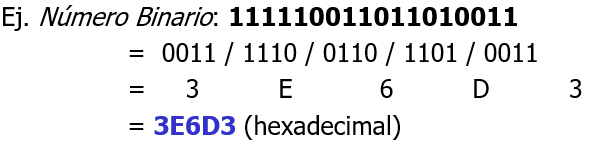 Ej. Número Binario: 111110011011010011
= 0011 / 1110 / 0110 / 1101 / 0011
= 3 E 6 D 3
= 3E6D3 (hexadecimal)